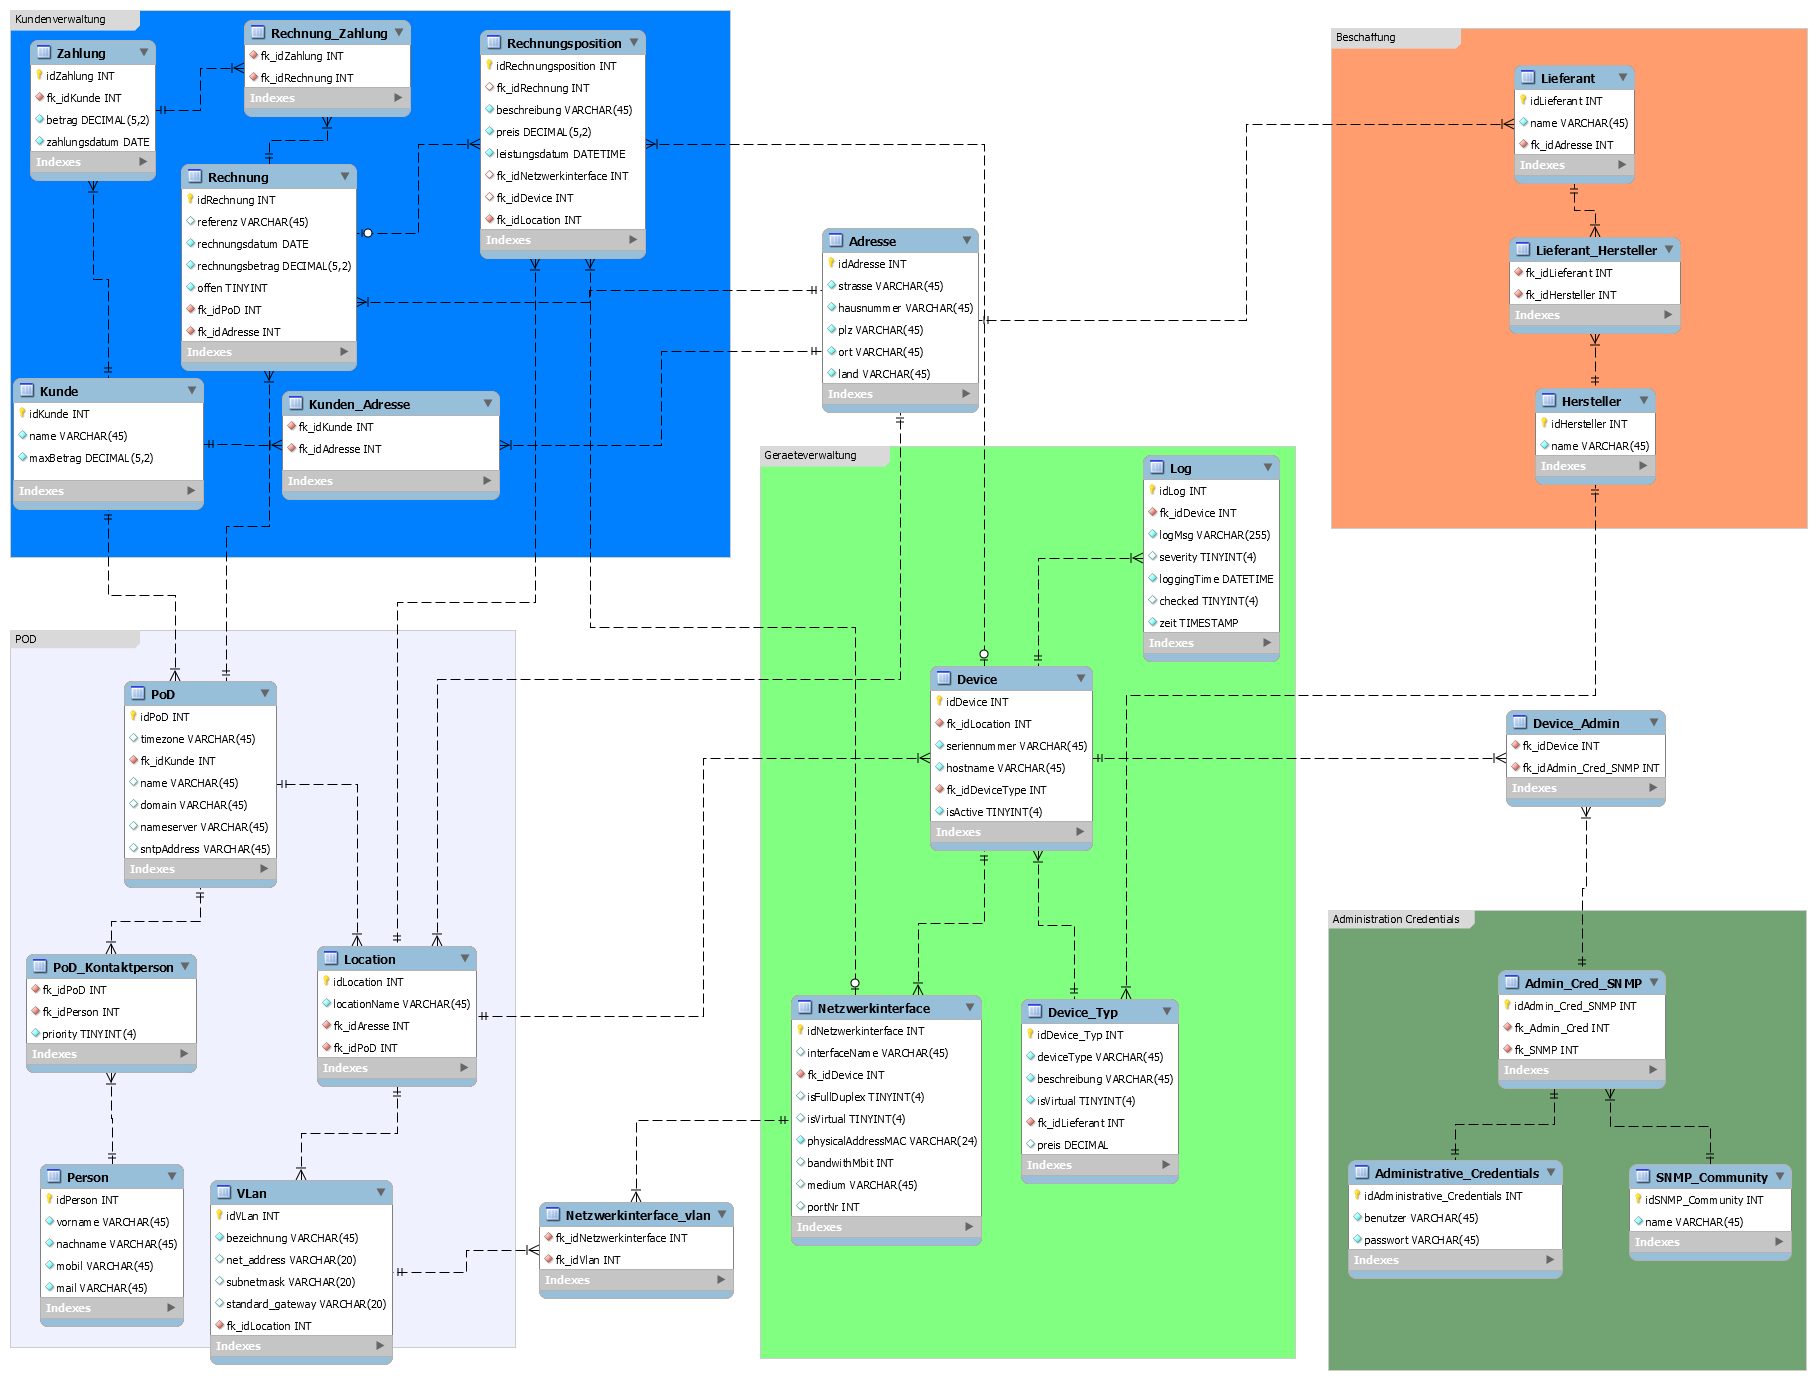 Kundenverwaltung
Zahlung
idZahlung INT
fk_idKunde INT
betrag DECIMAL(5,2)
zahlungsdatum DATE
Indexes
Rechnung_Zahlung
fk_idZahlung INT
fk_idRechnung INT
Indexes
Rechnungsposition
idRechnungsposition INT
fk_idRechnung INT
beschreibung VARCHAR(45)
preis DECIMAL(5,2)
leistungsdatum DATETIME
fk_idNetzwerkinterface INT
fk_idDevice INT
fk_idLocation INT
Indexes
Rechnung
idRechnung INT
referenz VARCHAR(45)
rechnungsdatum DATE
rechnungsbetrag DECIMAL(5,2)
offen TINYINT
fk_idPoD INT
fk_idAdresse INT
Indexes
Kunde
idKunde INT
name VARCHAR(45)
maxBetrag DECIMAL(5,2)
Indexes
Kunden_Adresse
fk_idKunde INT
fk_idAdresse INT
Indexes
Adresse
idAdresse INT
strasse VARCHAR(45)
hausnummer VARCHAR(45)
plz VARCHAR(45)
ort VARCHAR(45)
land VARCHAR(45)
Indexes
Beschaffung
Lieferant
idLieferant INT
name VARCHAR(45)
fk_idAdresse INT
Indexes
Lieferant_Hersteller
fk_idLieferant INT
fk_idHersteller INT
Indexes
Hersteller
idHersteller INT
name VARCHAR(45)
Indexes
Geraeteverwaltung
Log
idLog INT
fk_idDevice INT
logMsg VARCHAR(255)
severity TINYINT(4)
loggingTime DATETIME
checked TINYINT(4)
zeit TIMESTAMP
Indexes
Device
idDevice INT
fk_idLocation INT
seriennummer VARCHAR(45)
hostname VARCHAR(45)
fk_idDeviceType INT
isActive TINYINT(4)
Indexes
Netzwerkinterface
idNetzwerkinterface INT
interfaceName VARCHAR(45)
fk_idDevice INT
isFullDuplex TINYINT(4)
isVirtual TINYINT(4)
physicalAddressMAC VARCHAR(24)
bandwithMbit INT
medium VARCHAR(45)
portNr INT
Indexes
Device_Typ
idDevice_Typ INT
deviceType VARCHAR(45)
beschreibung VARCHAR(45)
isVirtual TINYINT(4)
fk_idLieferant INT
preis DECIMAL
Indexes
Device_Admin
fk_idDevice INT
fk_idAdmin_Cred_SNMP INT
Indexes
POD
PoD
idPoD INT
timezone VARCHAR(45)
fk_idKunde INT
name VARCHAR(45)
domain VARCHAR(45)
nameserver VARCHAR(45)
sntpAddress VARCHAR(45)
Indexes
PoD_Kontaktperson
fk_idPoD INT
fk_idPerson INT
priority TINYINT(4)
Indexes
Location
idLocation INT
locationName VARCHAR(45)
fk_idAresse INT
fk_idPoD INT
Indexes
Person
idPerson INT
vorname VARCHAR(45)
nachname VARCHAR(45)
mobil VARCHAR(45)
mail VARCHAR(45)
Indexes
VLan
idVLan INT
bezeichnung VARCHAR(45)
net_address VARCHAR(20)
subnetmask VARCHAR(20)
standard_gateway VARCHAR(20)
fk_idLocation INT
Indexes
Netzwerkinterface_vlan
fk_idNetzwerkinterface INT
fk_idVlan INT
Indexes
Administration Credentials
Admin_Cred_SNMP
idAdmin_Cred_SNMP INT
fk_Admin_Cred INT
fk_SNMP INT
Indexes
Administrative_Credentials
idAdministrative_Credentials INT
benutzer VARCHAR(45)
passwort VARCHAR(45)
Indexes
SNMP_Community
idSNMP_Community INT
name VARCHAR(45)
Indexes